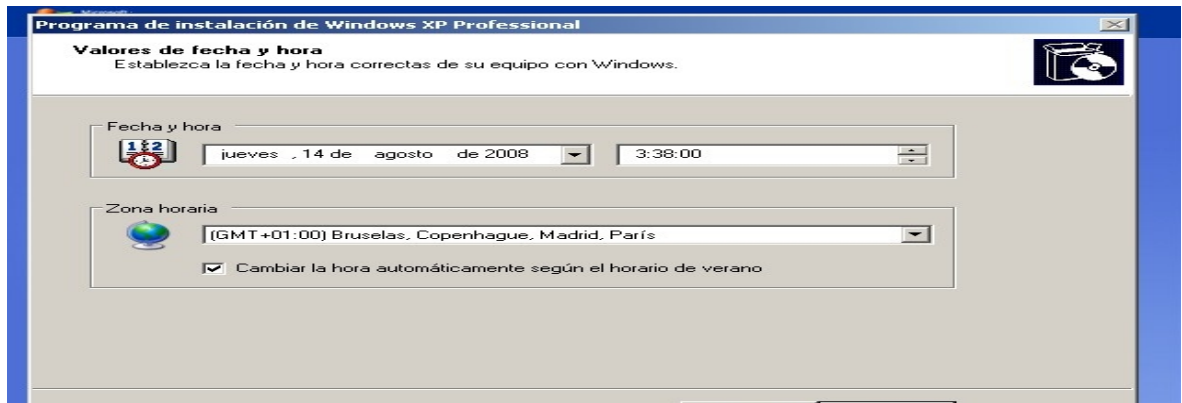 Programa de instalación de Windows XP Professional
Valores de fecha y hora
Establezca la fecha y hora correctas de su equipo con Windows.
Fecha y hora
jueves , 14 de agosto de 2008 3:38:00
Zona horaria
(GMT+01:00) Bruselas, Copenhague, Madrid, París
Cambiar la hora automáticamente según el horario de verano